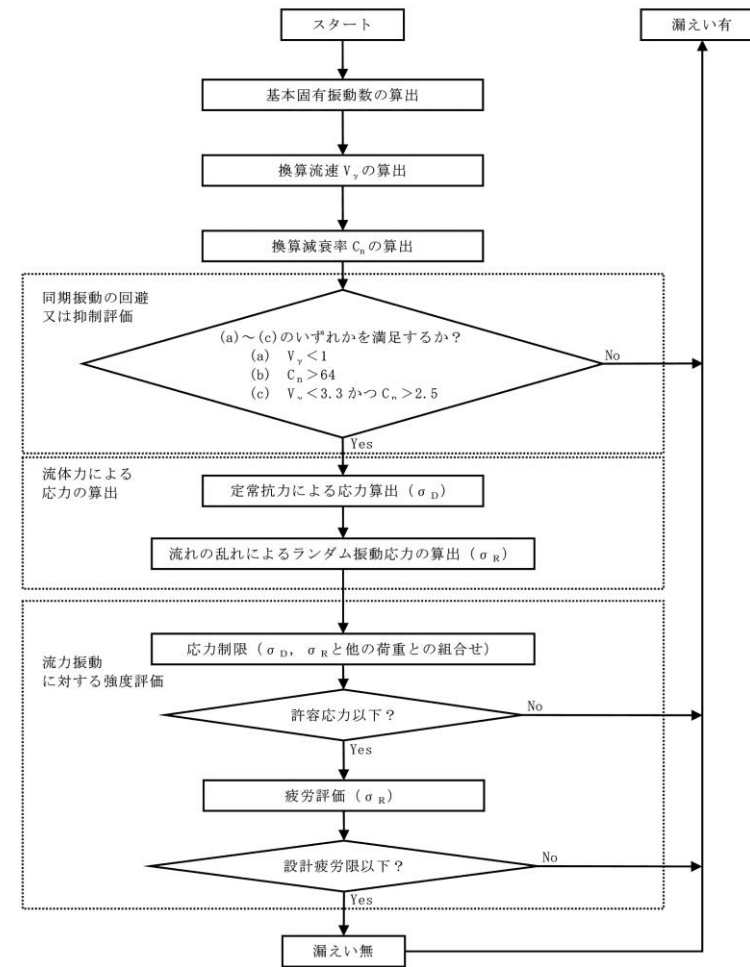 スタート
漏えい有
基本固有振動数の算出
換算流速Vγの算出
換算減衰率Cnの算出
同期振動の回避
又は抑制評価
(a)～(c)のいずれかを満足するか？
(a) Vγ＜1
(b) Cn＞64
(c) Vγ＜3.3かつCn＞2.5
No
Yes
流体力による
応力の算出
定常抗力による応力算出(σD)
流れの乱れによるランダム振動応力の算出(σR)
流力振動
に対する強度評価
応力制限（σD，σRと他の荷重との組合せ）
許容応力以下？
No
Yes
疲労評価（σR）
設計疲労限以下？
No
Yes
漏えい無